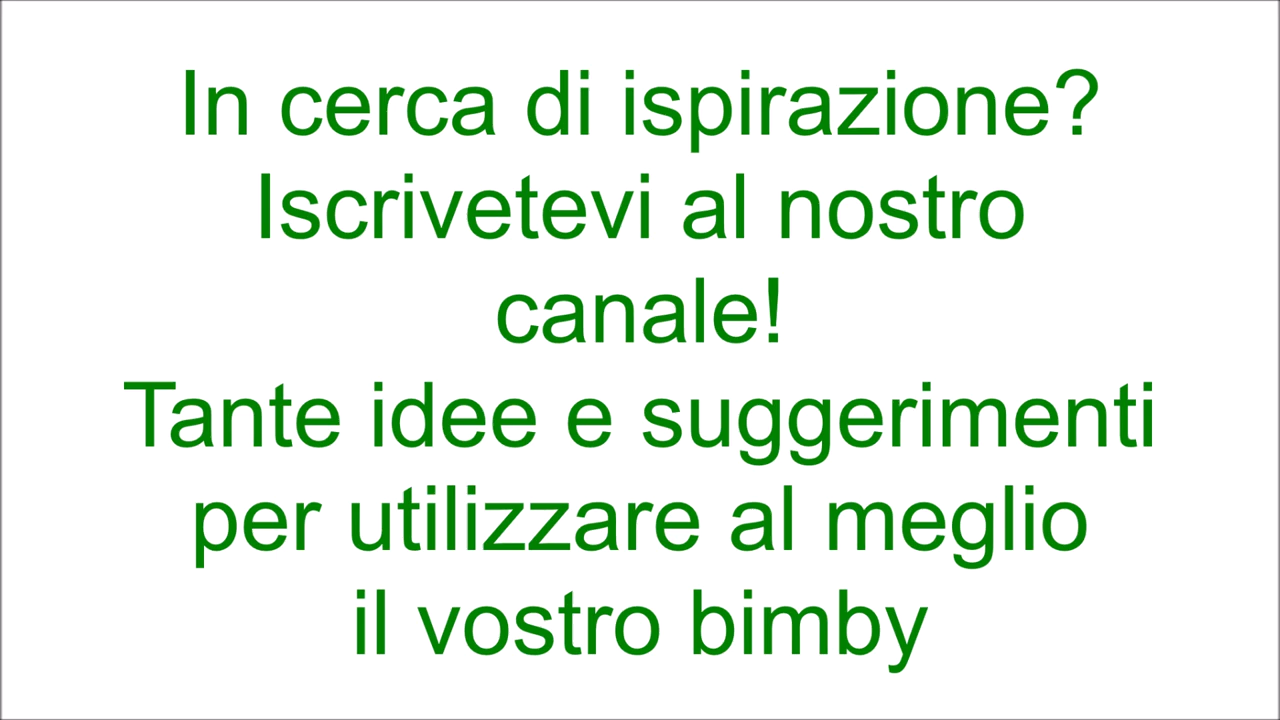 In cerca di ispirazione?
Iscrivetevi al nostro
canale!
Tante idee e suggerimenti
per utilizzare al meglio
il vostro bimby